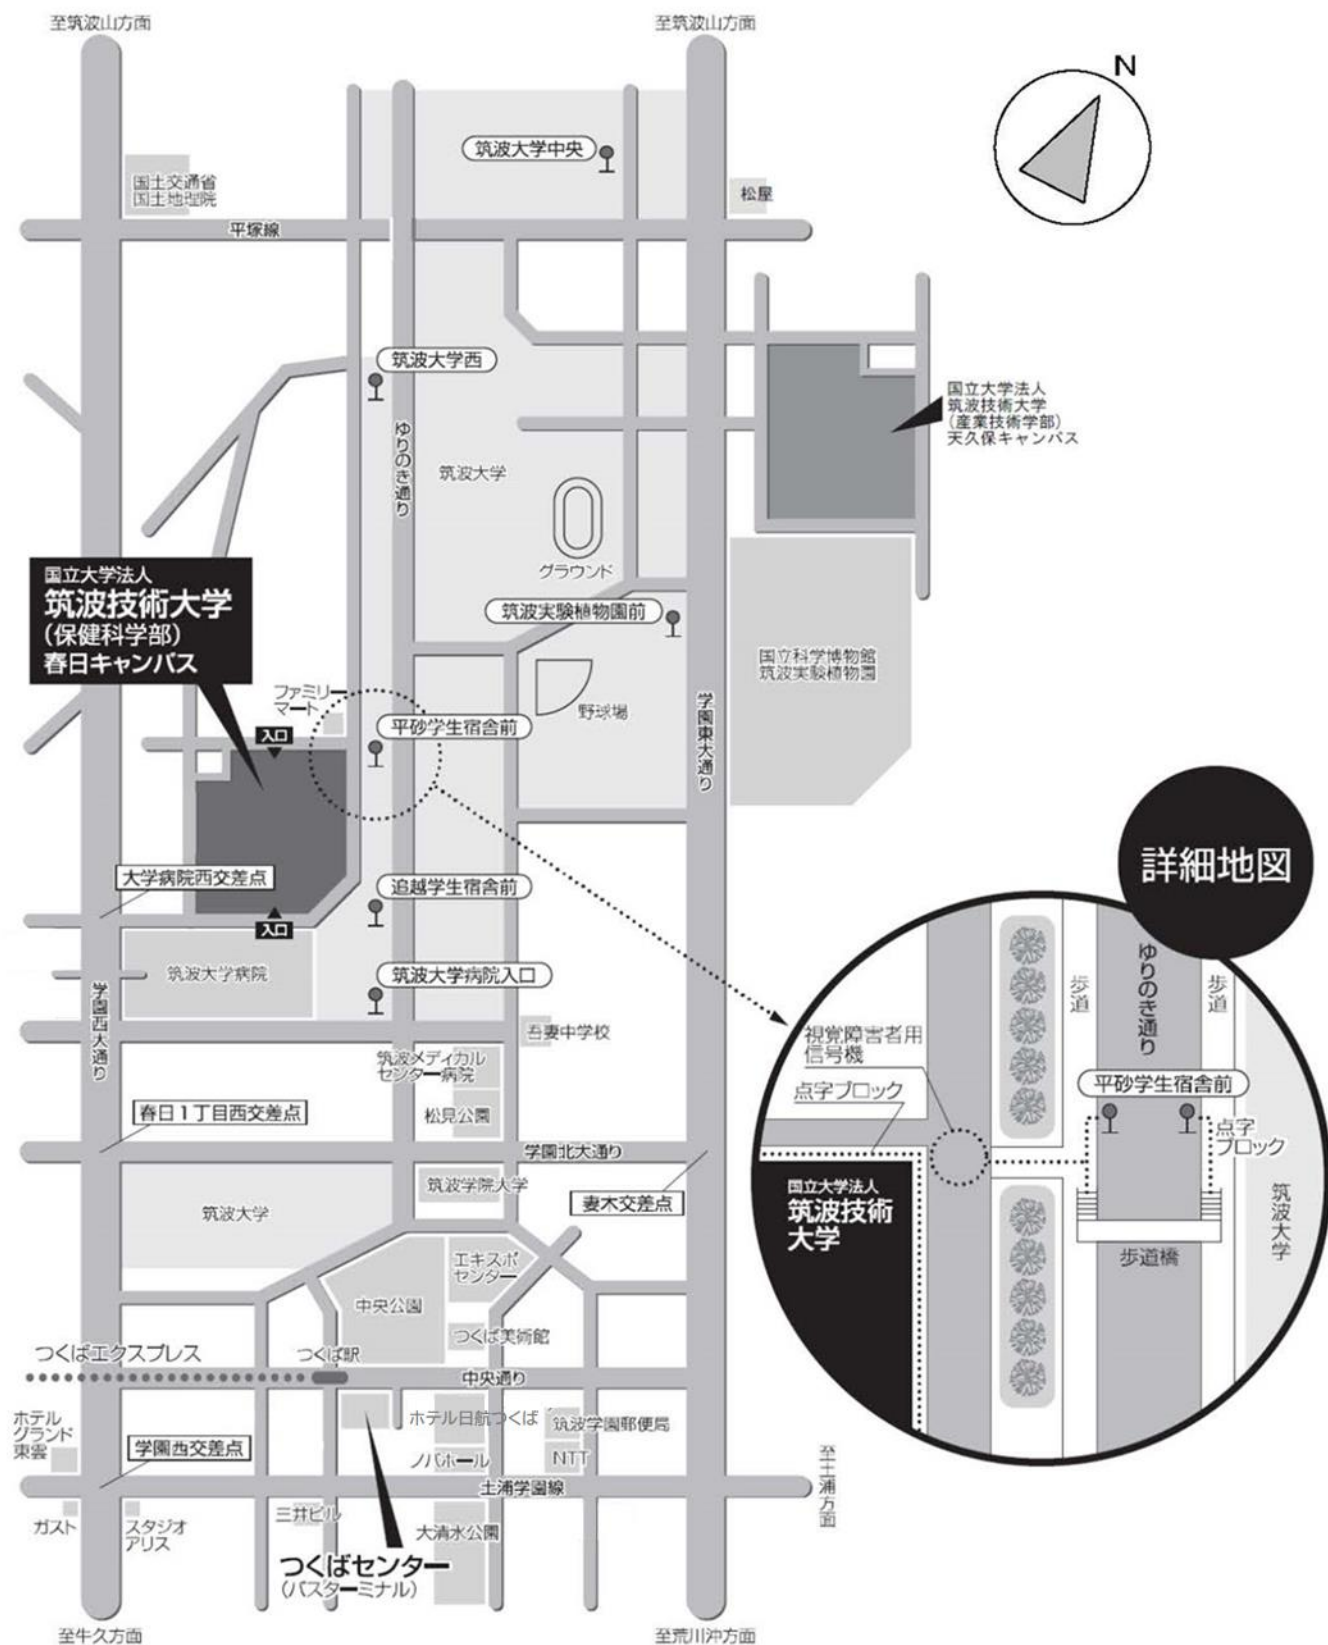 至筑波山方面
至筑波山方面
N
筑波大学中央
国土交通省
国土地理院
松屋
平塚線
筑波大学西
国立大学法人
筑波技術大学
(産業技術学部)
天久保キャンパス
ゆりのき通り
筑波大学
グラウンド
国立大学法人
筑波技術大学
(保健科学部)
春日キャンパス
筑波実験植物園前
国立科学博物館
筑波実験植物園
ファミリー
マート
入口
平砂学生宿舎前
野球場
学園東大通り
大学病院西交差点
追越学生宿舎前
入口
筑波大学病院
筑波大学病院入口
学園西大通り
吾妻中学校
筑波メディカル
センター病院
春日1丁目西交差点
松見公園
学園北大通り
筑波学院大学
妻木交差点
筑波大学
エキスポ
センター
中央公園
つくば美術館
つくばエクスプレス
つくば駅
中央通り
ホテル
グランド
東雲
ホテル日航つくば
筑波学園郵便局
学園西交差点
ノバホール
NTT
土浦学園線
至土浦方面
ガスト
スタジオ
アリス
三井ビル
大清水公園
つくばセンター
(バスターミナル)
至牛久方面
至荒川沖方面
詳細地図
ゆりのき通り
歩道
歩道
視覚障害者用
信号機
点字ブロック
平砂学生宿舎前
点字
ブロック
国立大学法人
筑波技術
大学
筑波大学
歩道橋